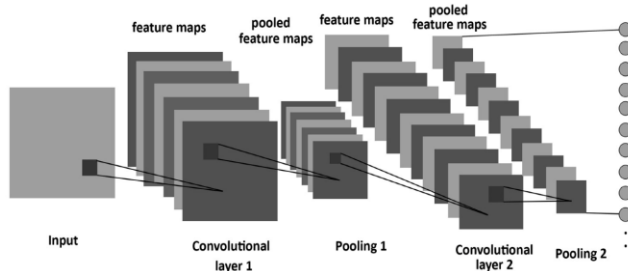 feature maps
pooled
feature maps
feature maps
pooled
feature maps
Input
Convolutional
layer 1
Pooling 1
Convolutional
layer 2
Pooling 2